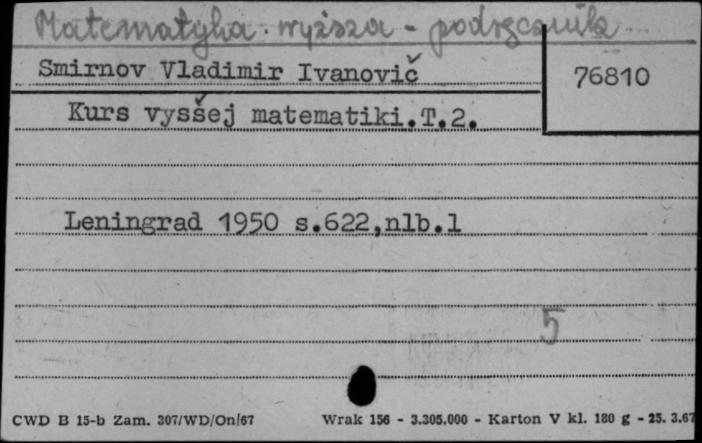 Matematyka wyższa - podręcznik
Smirnov Vladimir Ivanovič
76810
Kurs vysšej matematiki.T.2.
Leningrad 1950 s.622,nlb.1
5
CWD B 15-b Zam. 307/WD/On/67 Wrak 156 - 3.305.000 - Karton V kl. 180 g - 25. 3.67